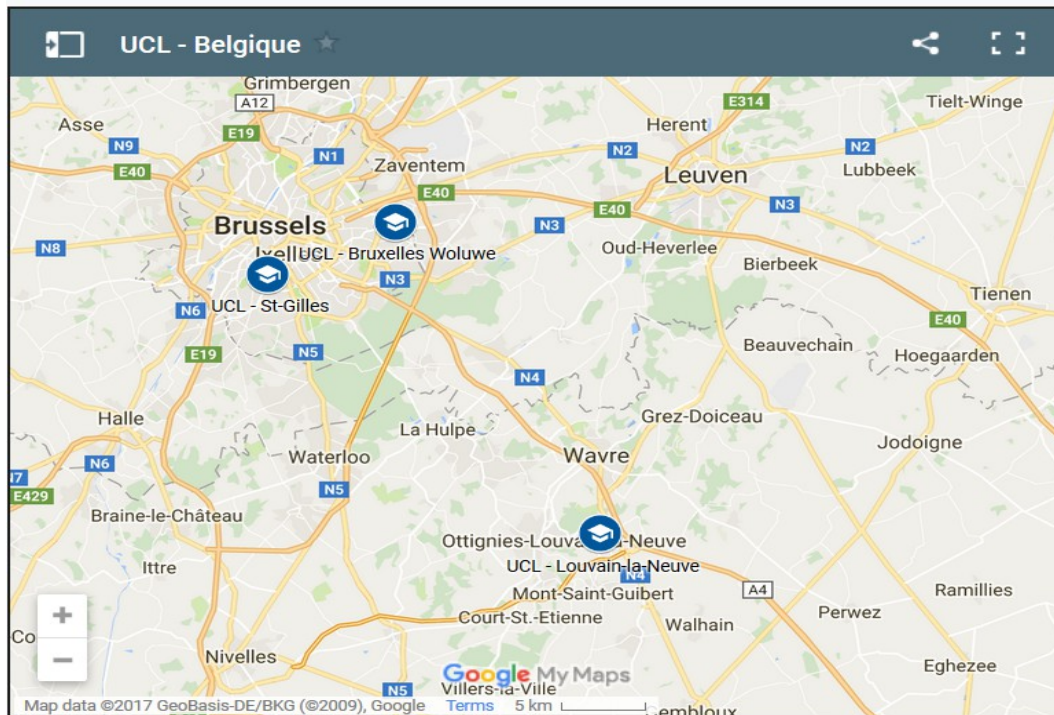 UCL - Belgique
Grimbergen
A12
E314
Tielt-Winge
Asse
E19
Herent
N9
N1
N2
N2
Zaventem
E40
Lubbeek
Leuven
E40
N3
E40
Brussels
N3
N8
UCL - Bruxelles Woluwe
Oud-Heverlee
Bierbeek
N3
UCL - St-Gilles
N6
Tienen
E40
E19
N5
Beauvechain
Hoegaarden
N4
Halle
La Hulpe
Grez-Doiceau
Jodoigne
Waterloo
Wavre
N6
N5
E429
Braine-le-Château
Ottignies-Louvain-la-Neuve
Ittre
UCL - Louvain-la-Neuve
N4
Mont-Saint-Guibert
A4
Ramillies
Court-St.-Etienne
Walhain
Perwez
Nivelles
Eghezee
Google My Maps
N5
Villers-la-Ville
Map data ©2017 GeoBasis-DE/BKG (©2009), Google Terms 5 km